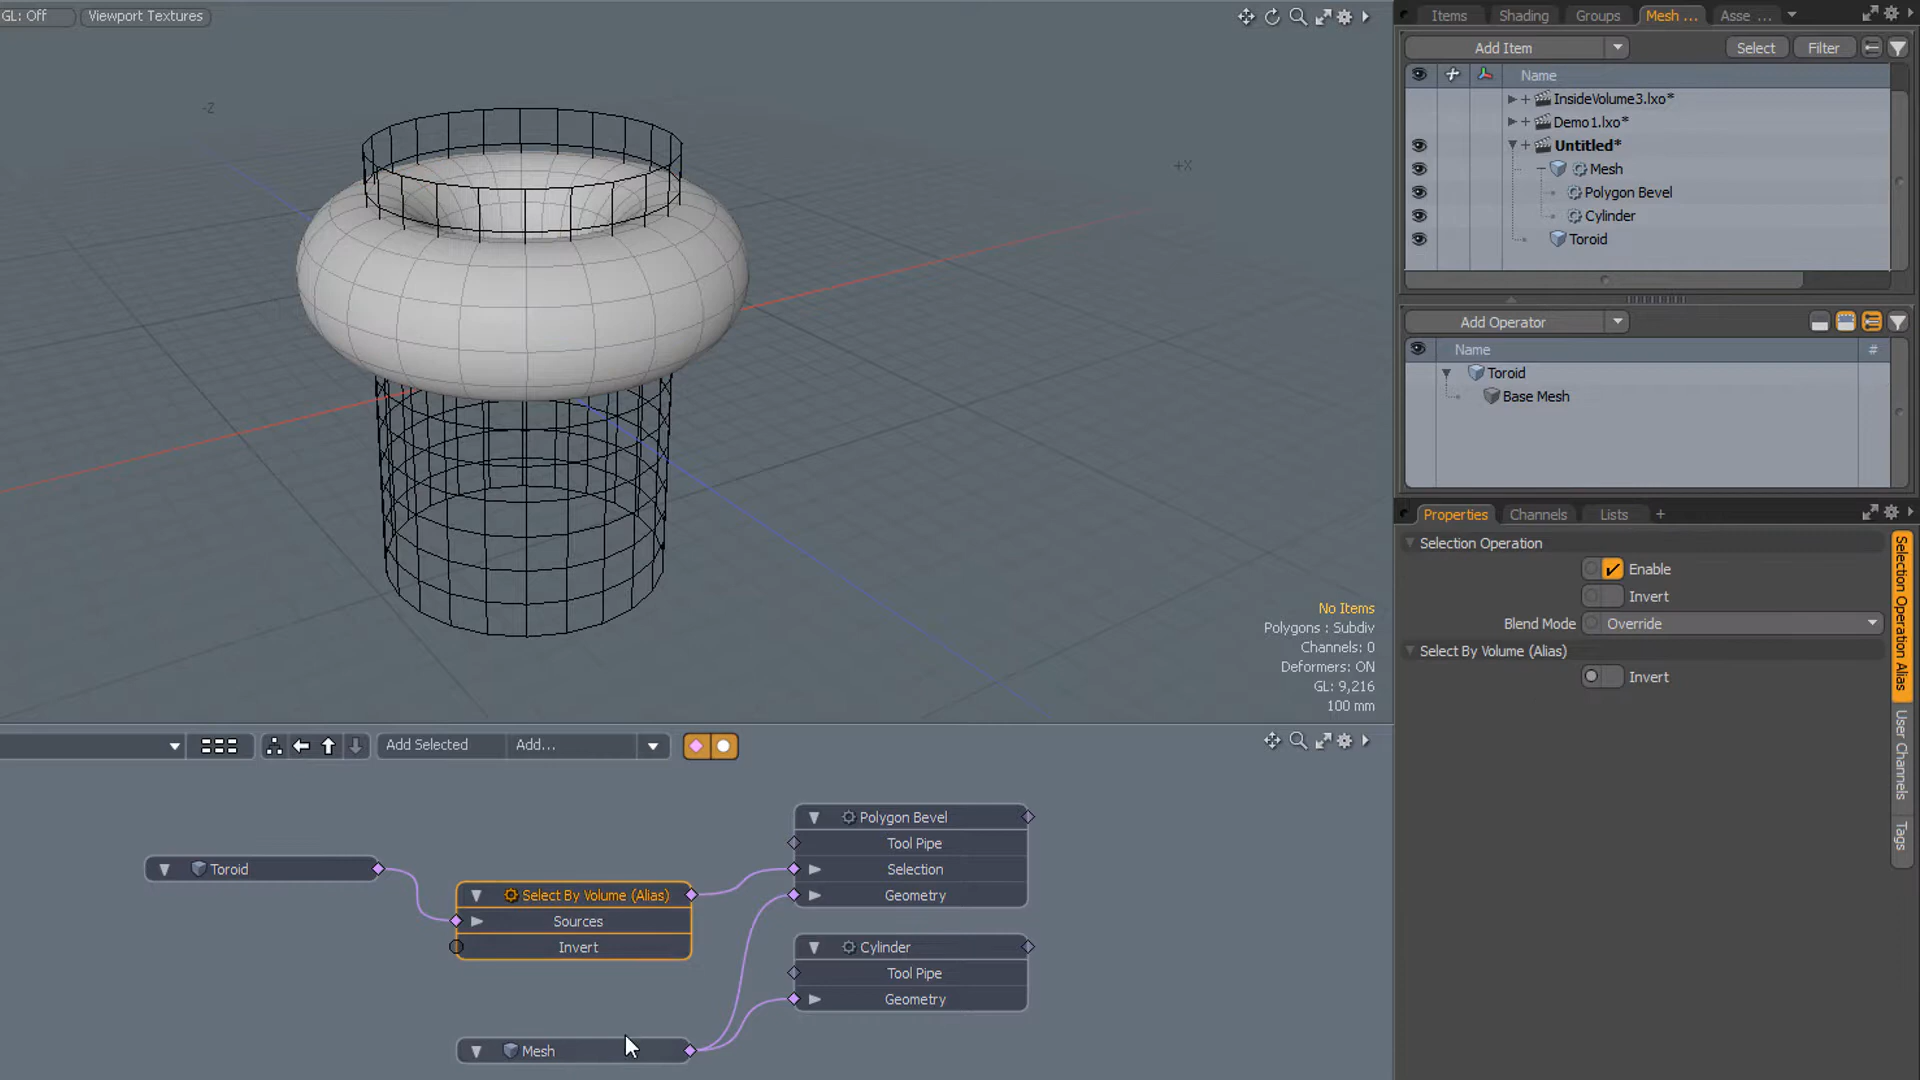 GL: Off
Viewport Textures
-Z
+X
No Items
Polygons : Subdiv
Channels: 0
Deformers: ON
GL: 9,216
100 mm
Add Selected
Add...
Toroid
Select By Volume (Alias)
Sources
Invert
Mesh
Polygon Bevel
Tool Pipe
Selection
Geometry
Cylinder
Tool Pipe
Geometry
Items
Shading
Groups
Mesh ...
Asse ...
Add Item
Select
Filter
Name
InsideVolume3.lxo*
Demo1.lxo*
Untitled*
Mesh
Polygon Bevel
Cylinder
Toroid
Add Operator
Name
#
Toroid
Base Mesh
Properties
Channels
Lists
+
Selection Operation
Enable
Invert
Blend Mode
Override
Select By Volume (Alias)
Invert
Selection Operation Alias
User Channels
Tags